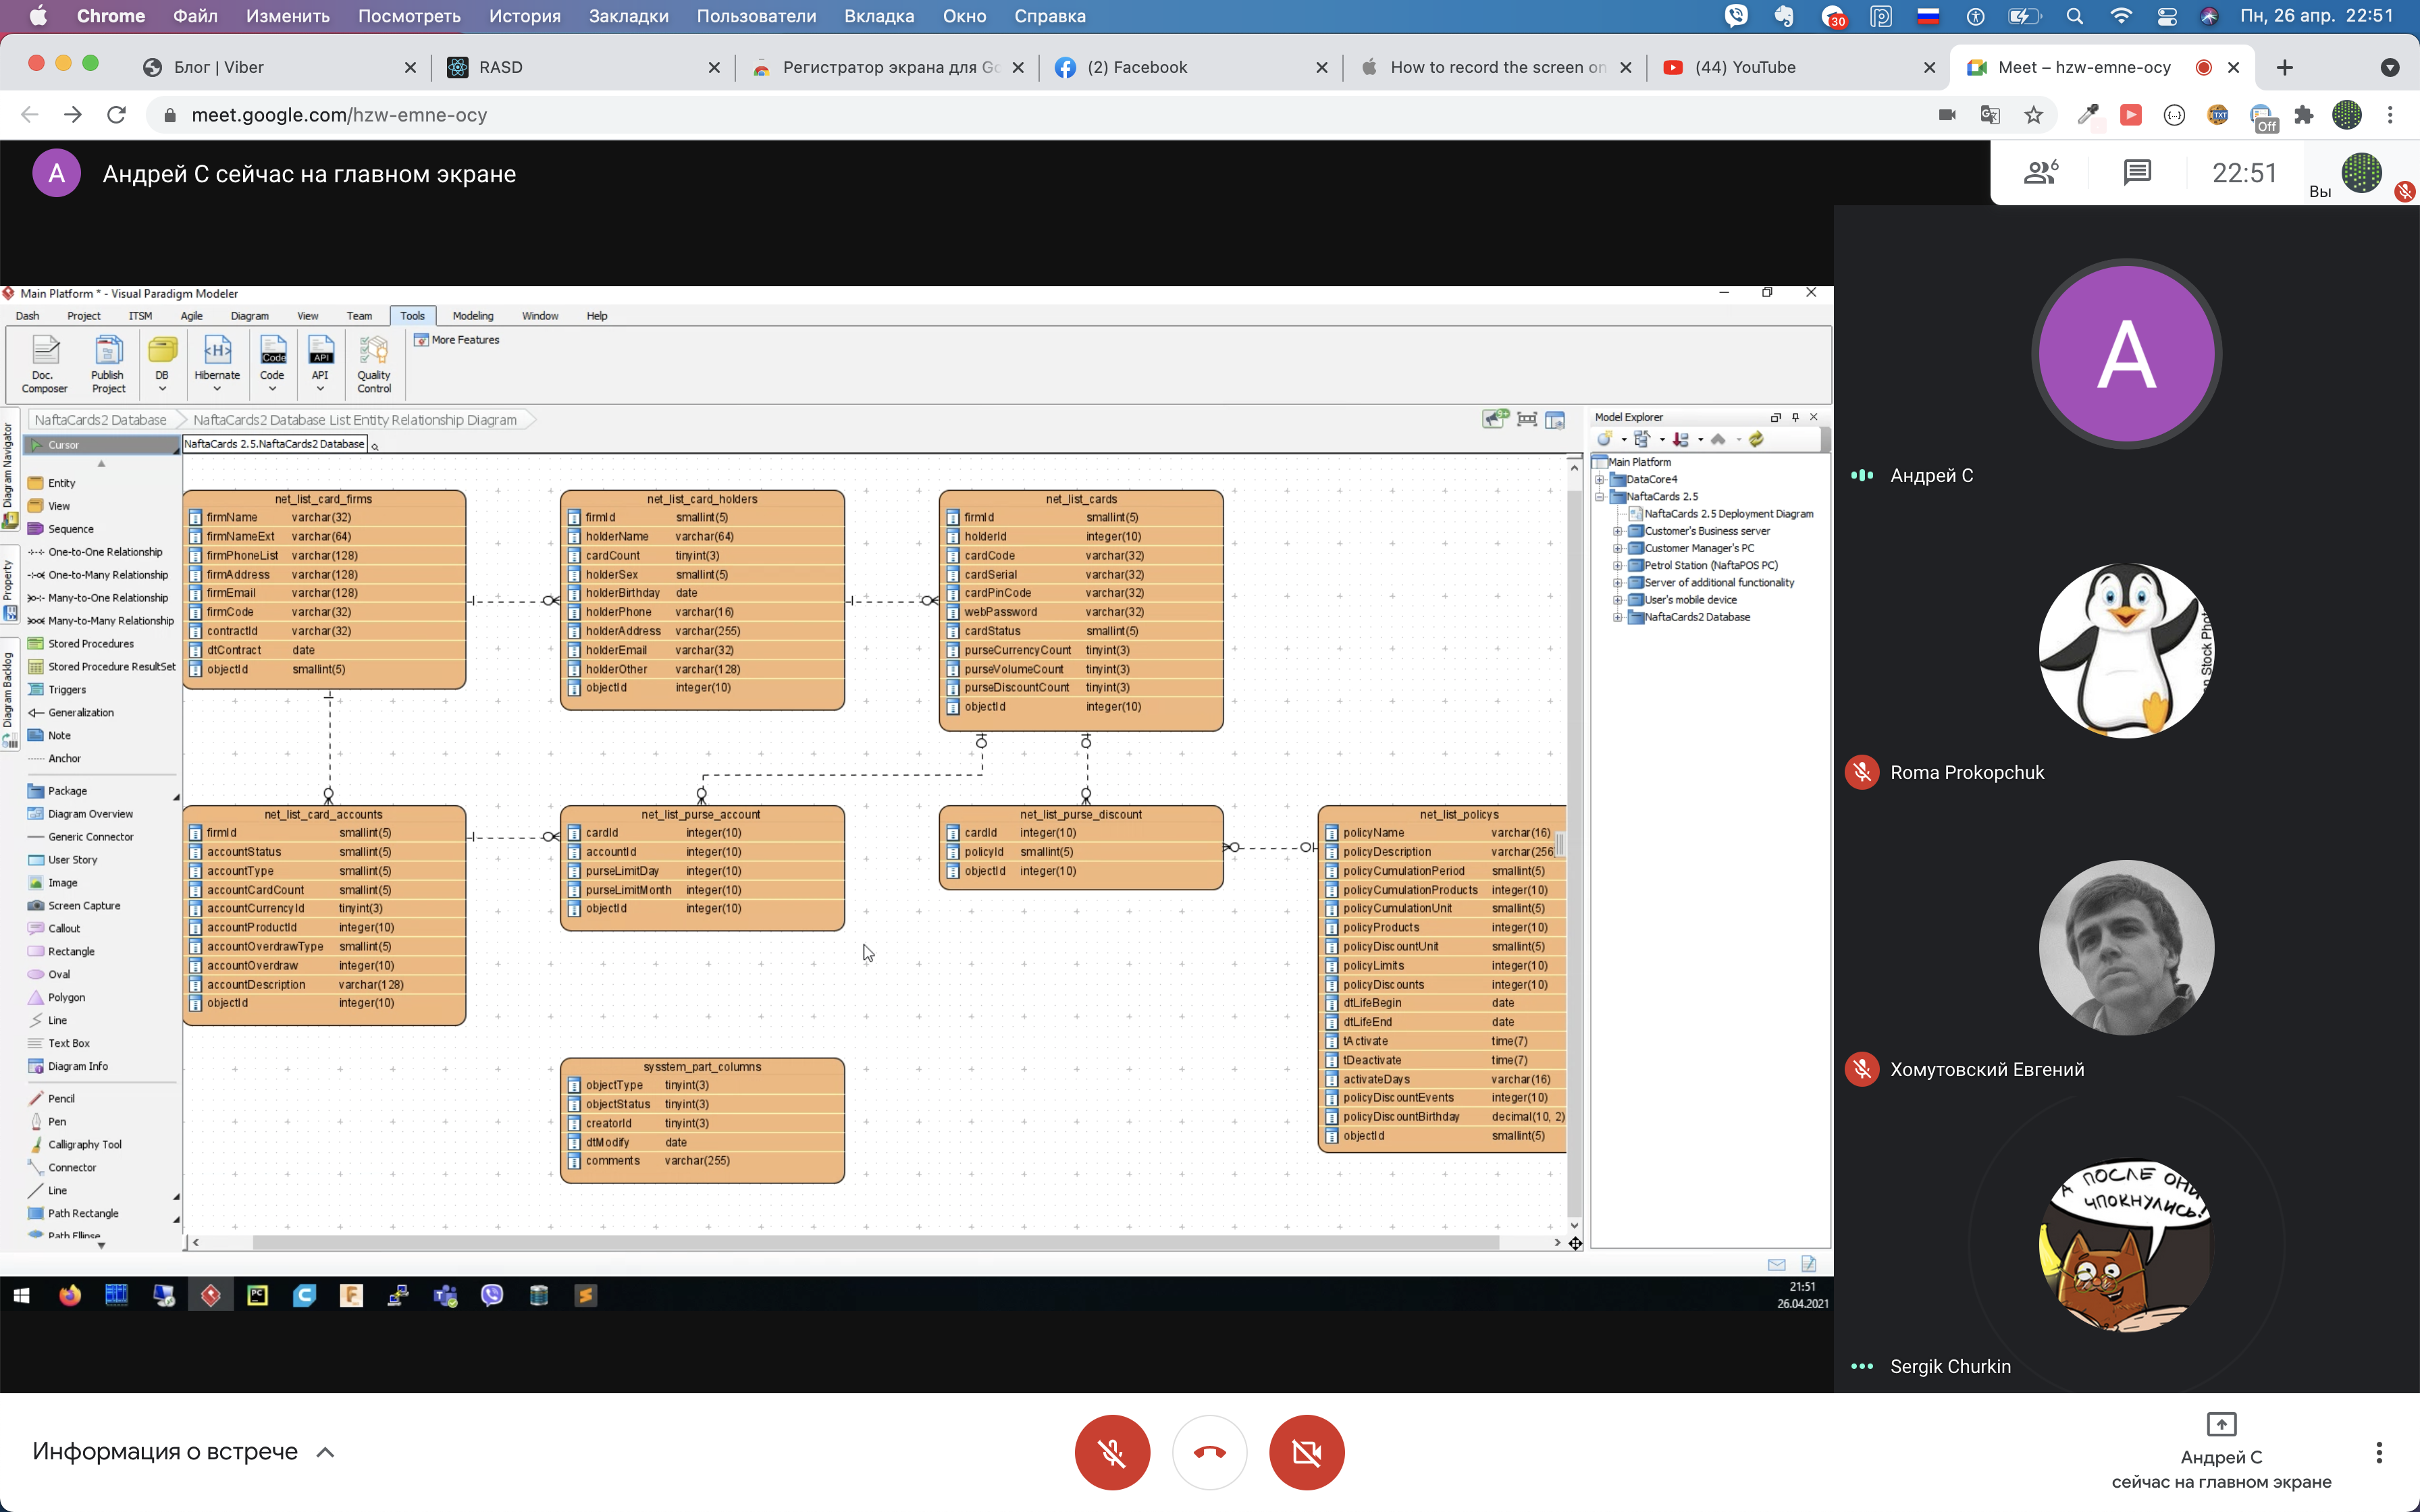 Chrome Файл Изменить Посмотреть История Закладки Пользователи Вкладка Окно Справка 30 Пн, 26 апр. 22:51
Блог | Viber RASD Регистратор экрана для Go (2) Facebook How to record the screen on (44) YouTube Meet – hzw-emne-ocy
meet.google.com/hzw-emne-ocy
TXT Off
A Андрей С сейчас на главном экране
6 22:51 Вы
Main Platform * - Visual Paradigm Modeler
Dash Project ITSM Agile Diagram View Team Tools Modeling Window Help
Doc. Composer
Publish Project
DB
<H> Hibernate
Code Code
API API
Quality Control
More Features
NaftaCards2 Database NaftaCards2 Database List Entity Relationship Diagram
NaftaCards 2.5.NaftaCards2 Database
Diagram Navigator
Property
Diagram Backlog
Cursor
Entity
View
Sequence
One-to-One Relationship
One-to-Many Relationship
Many-to-One Relationship
Many-to-Many Relationship
Stored Procedures
Stored Procedure ResultSet
Triggers
Generalization
Note
Anchor
Package
Diagram Overview
Generic Connector
User Story
Image
Screen Capture
Callout
Rectangle
Oval
Polygon
Line
Text Box
Diagram Info
Pencil
Pen
Calligraphy Tool
Connector
Line
Path Rectangle
Path Ellipse
net_list_card_firms
firmName varchar(32)
firmNameExt varchar(64)
firmPhoneList varchar(128)
firmAddress varchar(128)
firmEmail varchar(128)
firmCode varchar(32)
contractId varchar(32)
dtContract date
objectId smallint(5)
net_list_card_holders
firmId smallint(5)
holderName varchar(64)
cardCount tinyint(3)
holderSex smallint(5)
holderBirthday date
holderPhone varchar(16)
holderAddress varchar(255)
holderEmail varchar(32)
holderOther varchar(128)
objectId integer(10)
net_list_cards
firmId smallint(5)
holderId integer(10)
cardCode varchar(32)
cardSerial varchar(32)
cardPinCode varchar(32)
webPassword varchar(32)
cardStatus smallint(5)
purseCurrencyCount tinyint(3)
purseVolumeCount tinyint(3)
purseDiscountCount tinyint(3)
objectId integer(10)
net_list_card_accounts
firmId smallint(5)
accountStatus smallint(5)
accountType smallint(5)
accountCardCount smallint(5)
accountCurrencyId tinyint(3)
accountProductId integer(10)
accountOverdrawType smallint(5)
accountOverdraw integer(10)
accountDescription varchar(128)
objectId integer(10)
net_list_purse_account
cardId integer(10)
accountId integer(10)
purseLimitDay integer(10)
purseLimitMonth integer(10)
objectId integer(10)
net_list_purse_discount
cardId integer(10)
policyId smallint(5)
objectId integer(10)
net_list_policys
policyName varchar(16)
policyDescription varchar(256
policyCumulationPeriod smallint(5)
policyCumulationProducts integer(10)
policyCumulationUnit smallint(5)
policyProducts integer(10)
policyDiscountUnit smallint(5)
policyLimits integer(10)
policyDiscounts integer(10)
dtLifeBegin date
dtLifeEnd date
tActivate time(7)
tDeactivate time(7)
activateDays varchar(16)
policyDiscountEvents integer(10)
policyDiscountBirthday decimal(10, 2)
objectId smallint(5)
sysstem_part_columns
objectType tinyint(3)
objectStatus tinyint(3)
creatorId tinyint(3)
dtModify date
comments varchar(255)
Model Explorer
Main Platform
DataCore4
NaftaCards 2.5
NaftaCards 2.5 Deployment Diagram
Customer's Business server
Customer Manager's PC
Petrol Station (NaftaPOS PC)
Server of additional functionality
User's mobile device
NaftaCards2 Database
21:51
26.04.2021
A
Андрей С
n Stock Phot
Roma Prokopchuk
Хомутовский Евгений
А ПОСЛЕ ОНИ
ЧПОКНУЛИСЬ!
Sergik Churkin
Информация о встрече
Андрей С
сейчас на главном экране